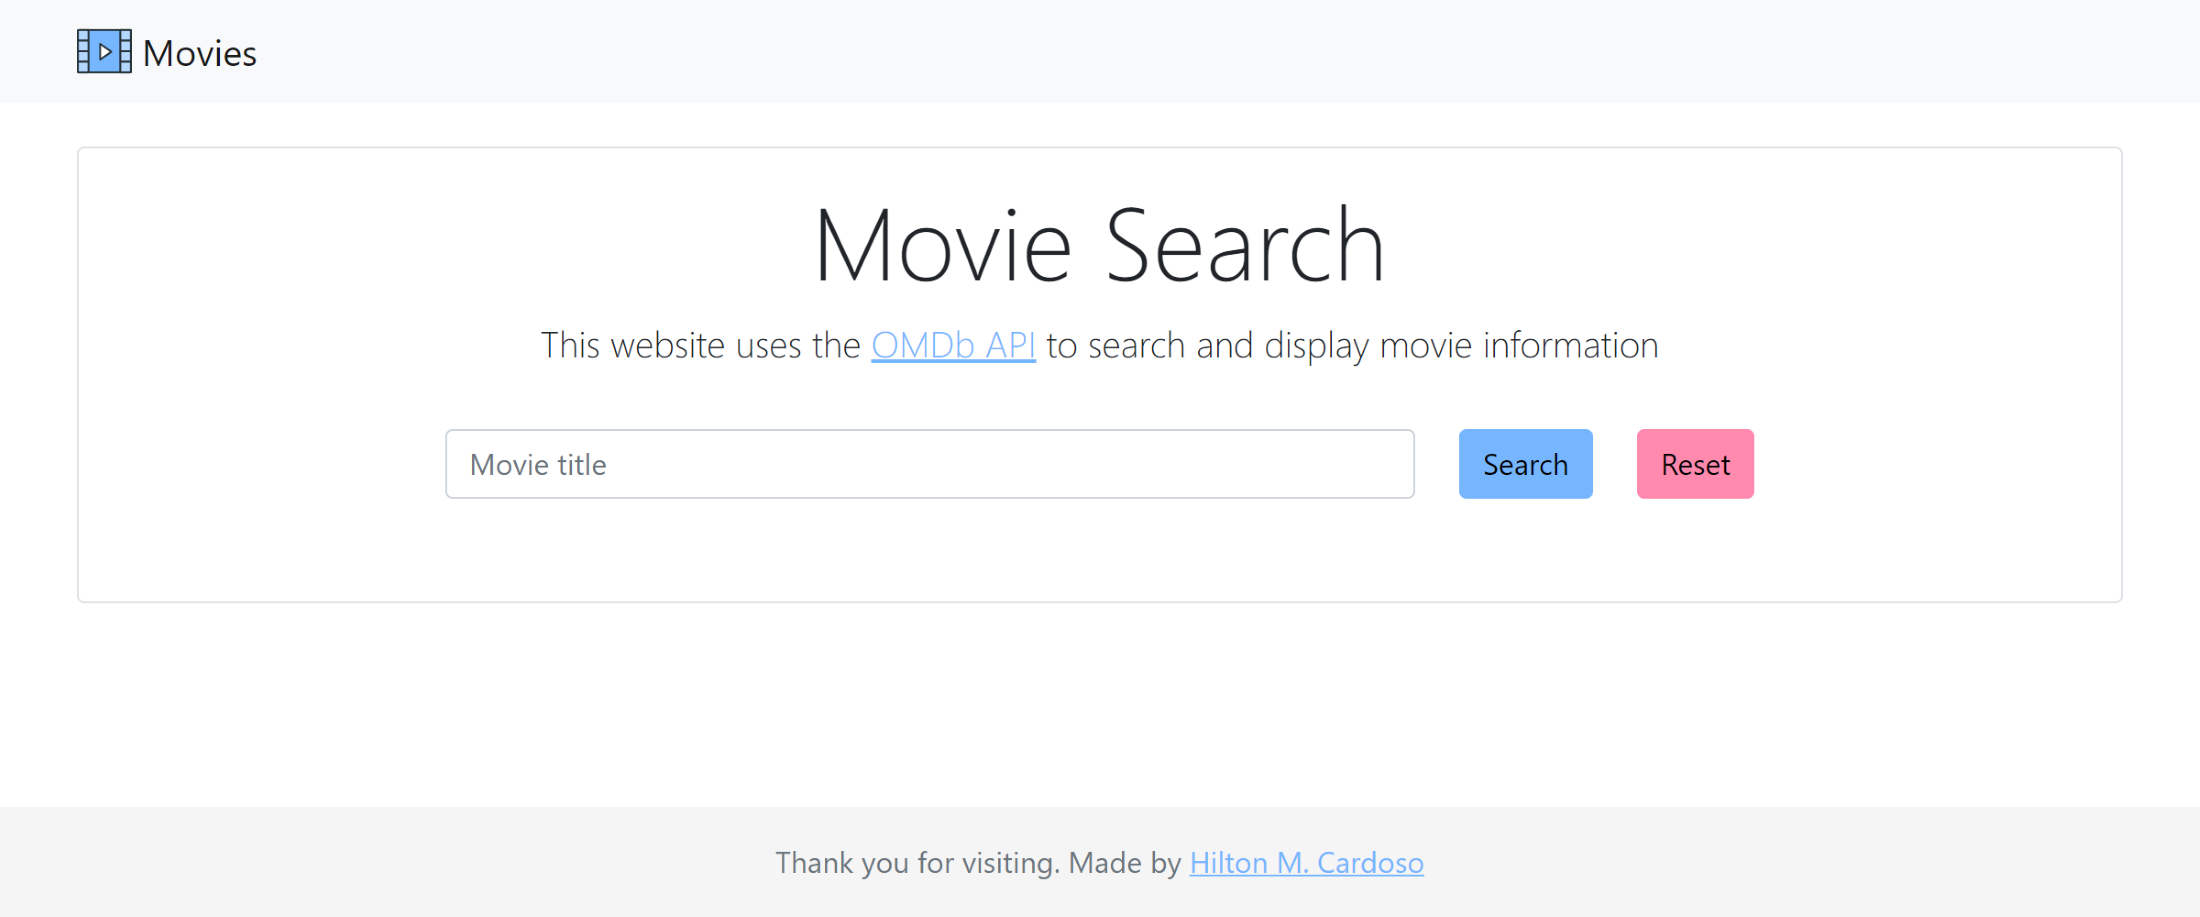 Movies
Movie Search
This website uses the OMDb API to search and display movie information
Movie title
Search
Reset
Thank you for visiting. Made by Hilton M. Cardoso